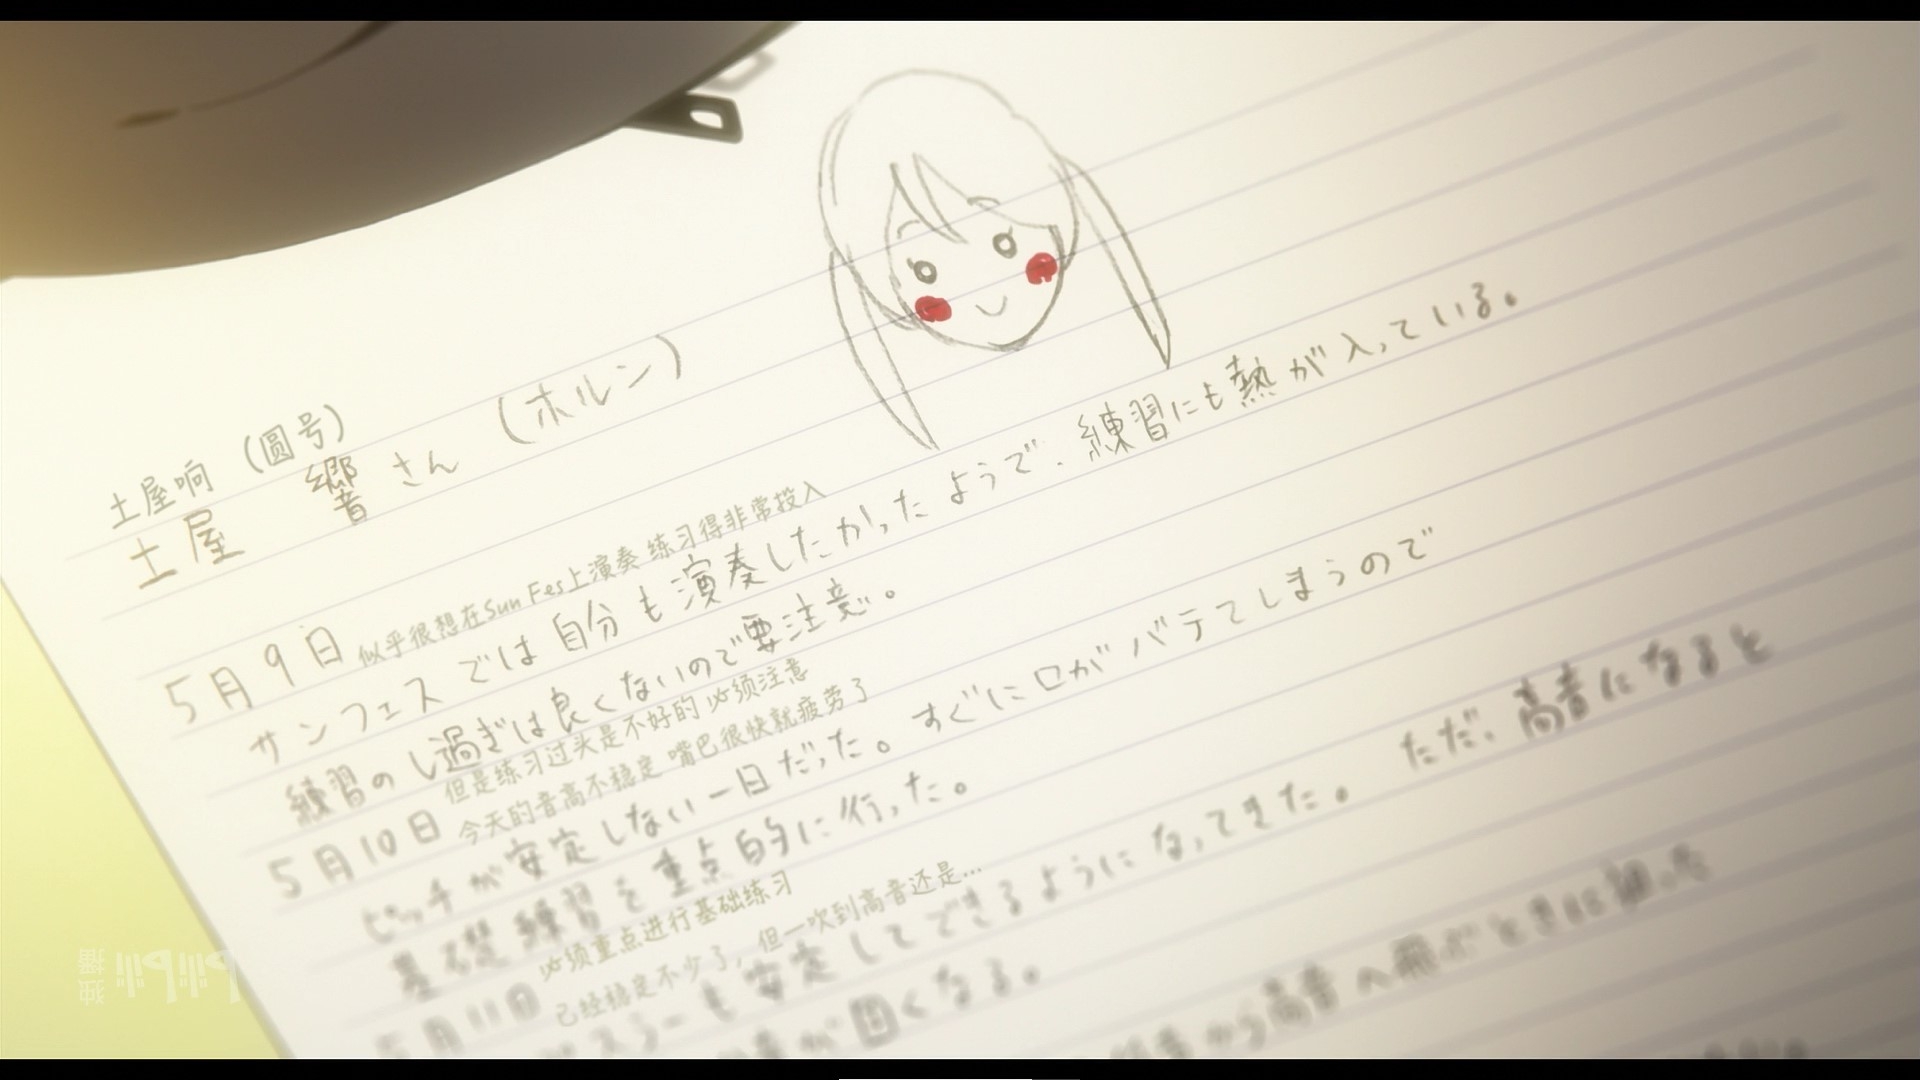 土屋响（圆号）
土屋 響さん （ホルン）
5月9日
似乎很想在Sun Fes上演奏 练习得非常投入
サンフェスでは自分も演奏したかったようで、練習にも熱が入っている。
練習のし過ぎは良くないので要注意。
但是练习过头是不好的 必须注意
5月10日
今天的音高不稳定 嘴巴很快就疲劳了
ピッチが安定しない一日だった。すぐに口がバテてしまうので
基礎練習を重点的に行った。
必须重点进行基础练习
5月11日
已经稳定不少了，但一吹到高音还是…
も安定してできるようになってきた。ただ、高音になると
が固くなる。
から高音へ飛ぶときに
bilibili
独播